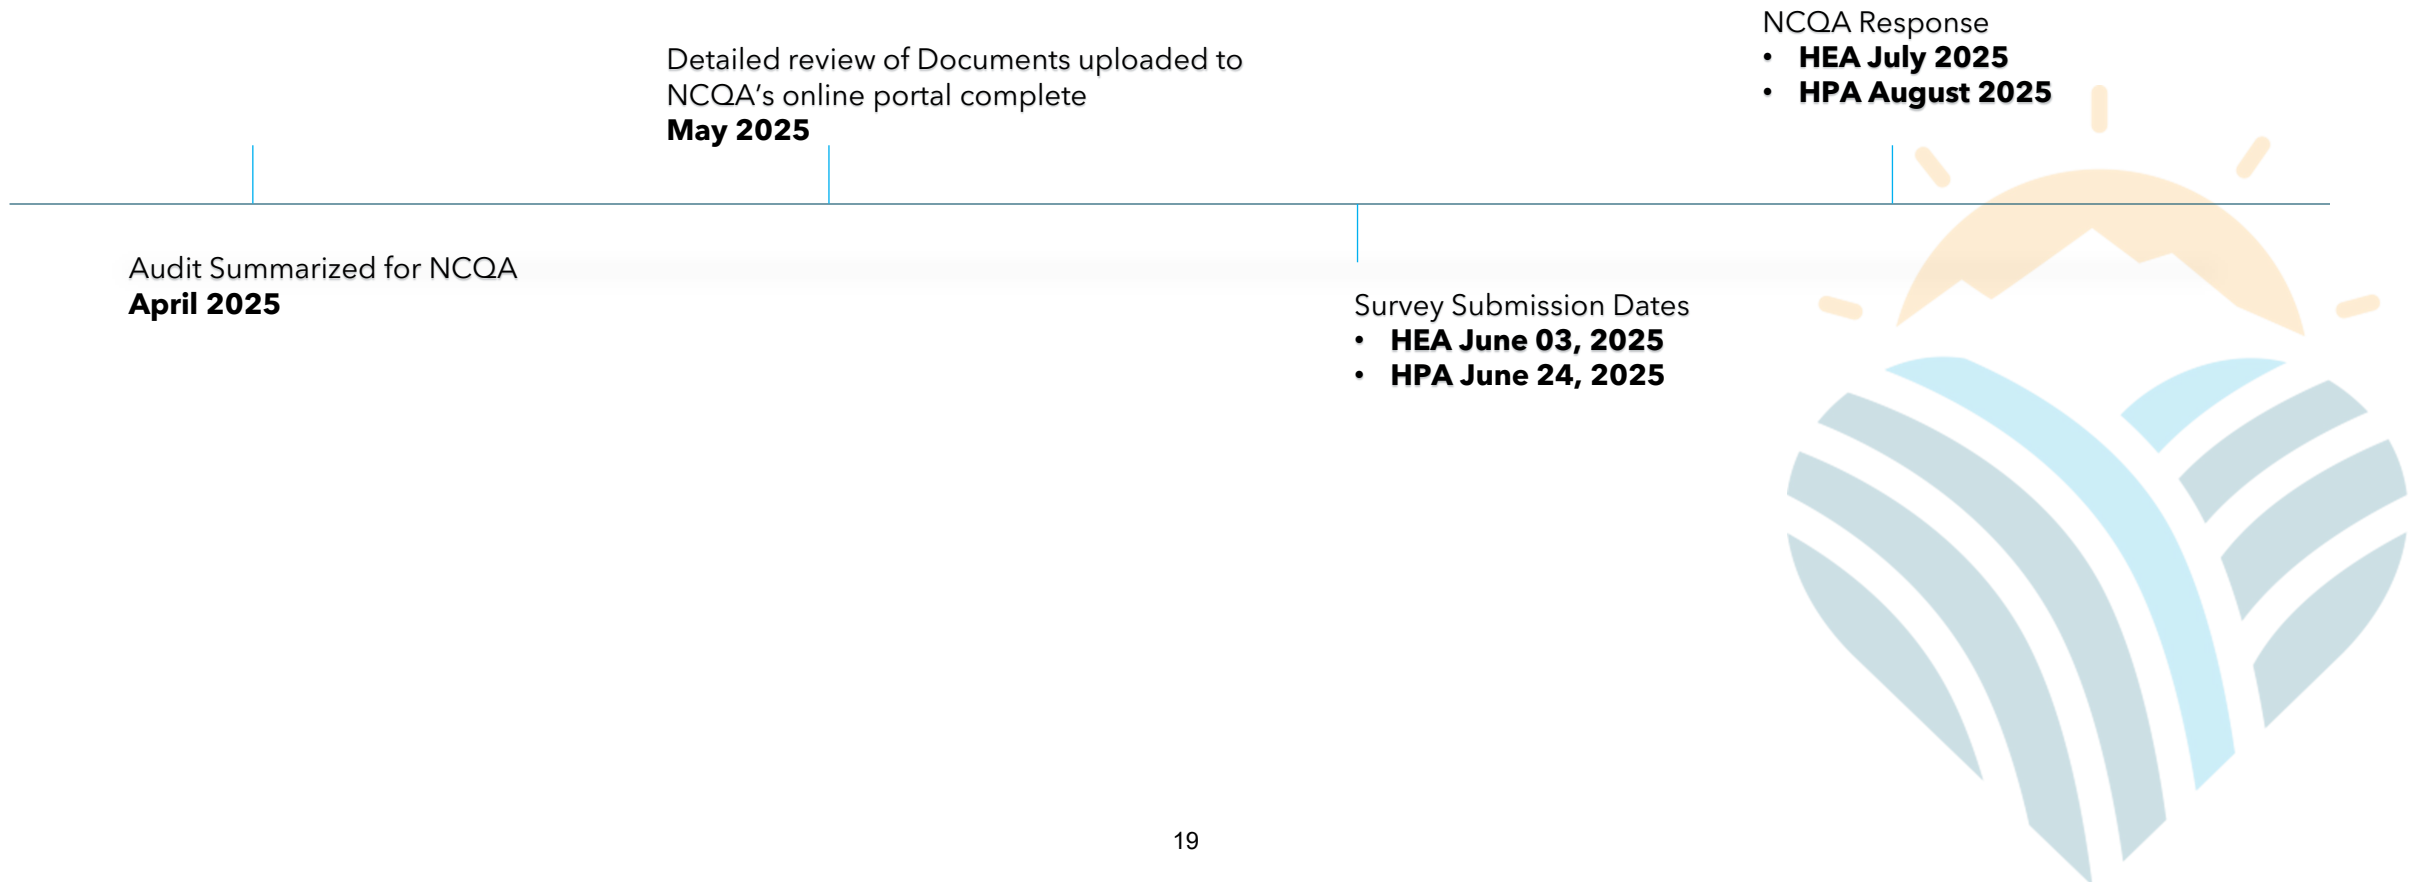 NCQA Response
• HEA July 2025
• HPA August 2025
Detailed review of Documents uploaded to
NCQA’s online portal complete
May 2025
Audit Summarized for NCQA
April 2025
Survey Submission Dates
• HEA June 03, 2025
• HPA June 24, 2025
19